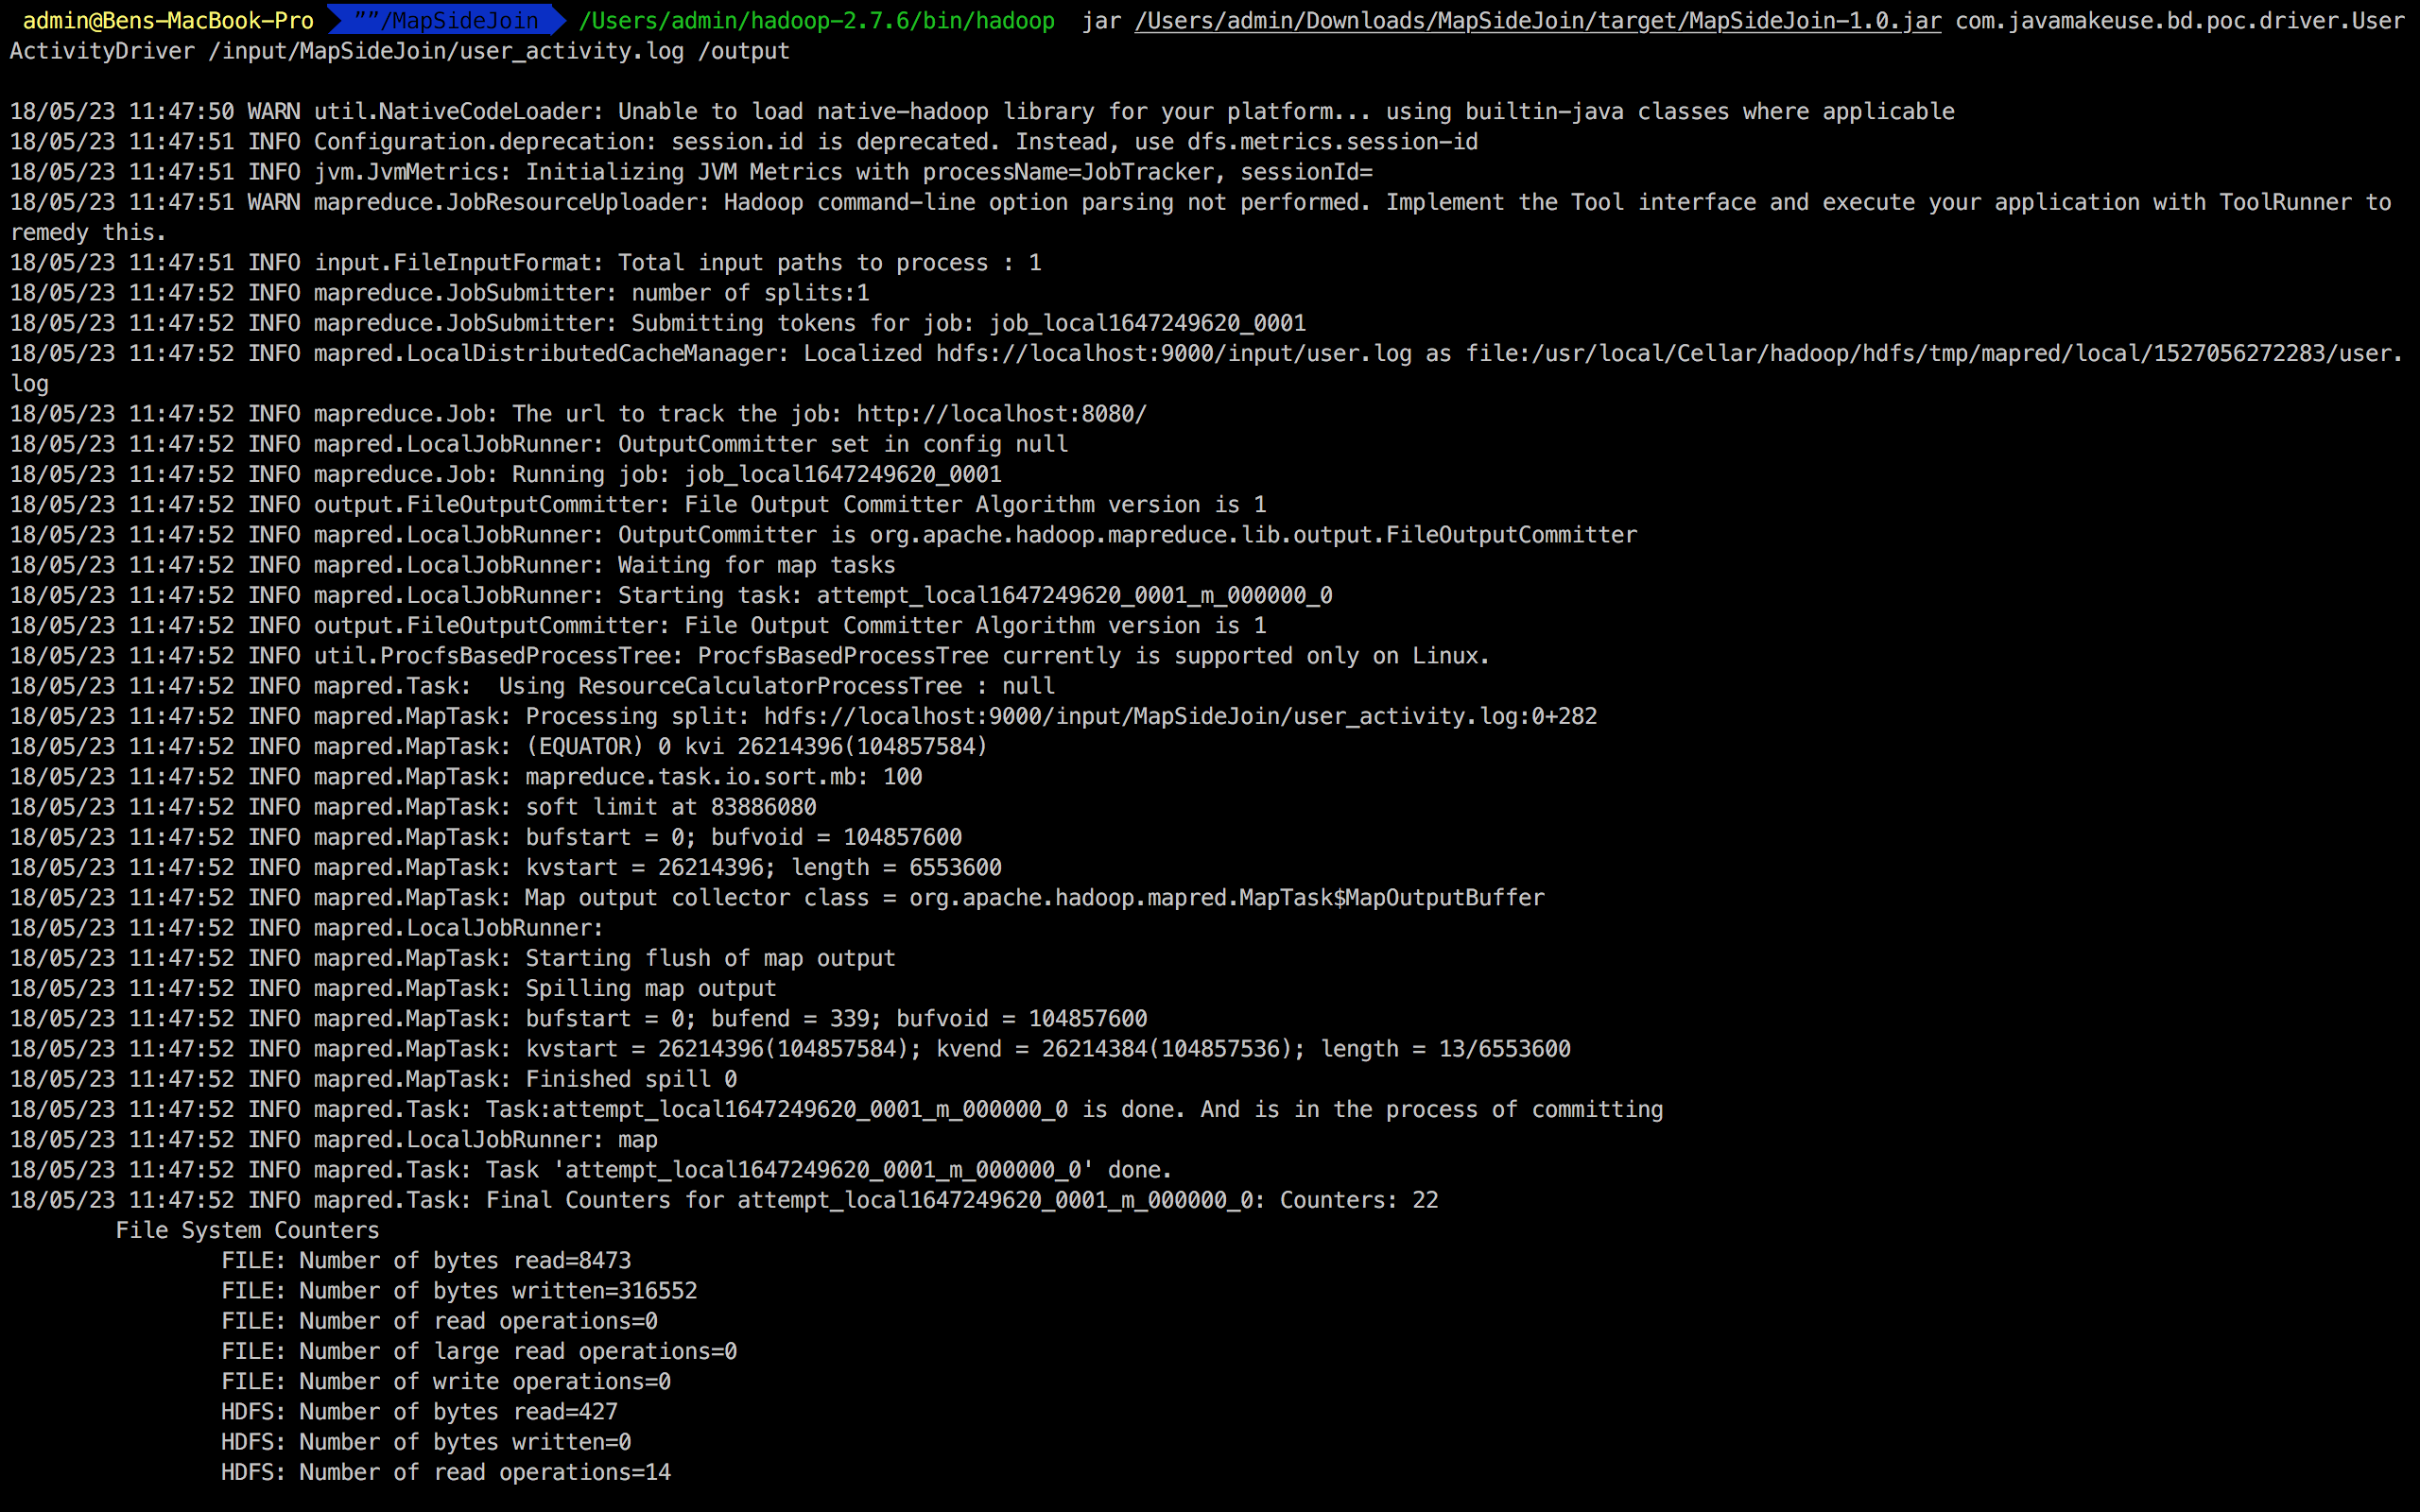 admin@Bens-MacBook-Pro  ””/MapSideJoin  /Users/admin/hadoop-2.7.6/bin/hadoop  jar /Users/admin/Downloads/MapSideJoin/target/MapSideJoin-1.0.jar com.javamakeuse.bd.poc.driver.User
ActivityDriver /input/MapSideJoin/user_activity.log /output
18/05/23 11:47:50 WARN util.NativeCodeLoader: Unable to load native-hadoop library for your platform... using builtin-java classes where applicable
18/05/23 11:47:51 INFO Configuration.deprecation: session.id is deprecated. Instead, use dfs.metrics.session-id
18/05/23 11:47:51 INFO jvm.JvmMetrics: Initializing JVM Metrics with processName=JobTracker, sessionId=
18/05/23 11:47:51 WARN mapreduce.JobResourceUploader: Hadoop command-line option parsing not performed. Implement the Tool interface and execute your application with ToolRunner to
remedy this.
18/05/23 11:47:51 INFO input.FileInputFormat: Total input paths to process : 1
18/05/23 11:47:52 INFO mapreduce.JobSubmitter: number of splits:1
18/05/23 11:47:52 INFO mapreduce.JobSubmitter: Submitting tokens for job: job_local1647249620_0001
18/05/23 11:47:52 INFO mapred.LocalDistributedCacheManager: Localized hdfs://localhost:9000/input/user.log as file:/usr/local/Cellar/hadoop/hdfs/tmp/mapred/local/1527056272283/user.
log
18/05/23 11:47:52 INFO mapreduce.Job: The url to track the job: http://localhost:8080/
18/05/23 11:47:52 INFO mapred.LocalJobRunner: OutputCommitter set in config null
18/05/23 11:47:52 INFO mapreduce.Job: Running job: job_local1647249620_0001
18/05/23 11:47:52 INFO output.FileOutputCommitter: File Output Committer Algorithm version is 1
18/05/23 11:47:52 INFO mapred.LocalJobRunner: OutputCommitter is org.apache.hadoop.mapreduce.lib.output.FileOutputCommitter
18/05/23 11:47:52 INFO mapred.LocalJobRunner: Waiting for map tasks
18/05/23 11:47:52 INFO mapred.LocalJobRunner: Starting task: attempt_local1647249620_0001_m_000000_0
18/05/23 11:47:52 INFO output.FileOutputCommitter: File Output Committer Algorithm version is 1
18/05/23 11:47:52 INFO util.ProcfsBasedProcessTree: ProcfsBasedProcessTree currently is supported only on Linux.
18/05/23 11:47:52 INFO mapred.Task:  Using ResourceCalculatorProcessTree : null
18/05/23 11:47:52 INFO mapred.MapTask: Processing split: hdfs://localhost:9000/input/MapSideJoin/user_activity.log:0+282
18/05/23 11:47:52 INFO mapred.MapTask: (EQUATOR) 0 kvi 26214396(104857584)
18/05/23 11:47:52 INFO mapred.MapTask: mapreduce.task.io.sort.mb: 100
18/05/23 11:47:52 INFO mapred.MapTask: soft limit at 83886080
18/05/23 11:47:52 INFO mapred.MapTask: bufstart = 0; bufvoid = 104857600
18/05/23 11:47:52 INFO mapred.MapTask: kvstart = 26214396; length = 6553600
18/05/23 11:47:52 INFO mapred.MapTask: Map output collector class = org.apache.hadoop.mapred.MapTask$MapOutputBuffer
18/05/23 11:47:52 INFO mapred.LocalJobRunner:
18/05/23 11:47:52 INFO mapred.MapTask: Starting flush of map output
18/05/23 11:47:52 INFO mapred.MapTask: Spilling map output
18/05/23 11:47:52 INFO mapred.MapTask: bufstart = 0; bufend = 339; bufvoid = 104857600
18/05/23 11:47:52 INFO mapred.MapTask: kvstart = 26214396(104857584); kvend = 26214384(104857536); length = 13/6553600
18/05/23 11:47:52 INFO mapred.MapTask: Finished spill 0
18/05/23 11:47:52 INFO mapred.Task: Task:attempt_local1647249620_0001_m_000000_0 is done. And is in the process of committing
18/05/23 11:47:52 INFO mapred.LocalJobRunner: map
18/05/23 11:47:52 INFO mapred.Task: Task 'attempt_local1647249620_0001_m_000000_0' done.
18/05/23 11:47:52 INFO mapred.Task: Final Counters for attempt_local1647249620_0001_m_000000_0: Counters: 22
File System Counters
FILE: Number of bytes read=8473
FILE: Number of bytes written=316552
FILE: Number of read operations=0
FILE: Number of large read operations=0
FILE: Number of write operations=0
HDFS: Number of bytes read=427
HDFS: Number of bytes written=0
HDFS: Number of read operations=14